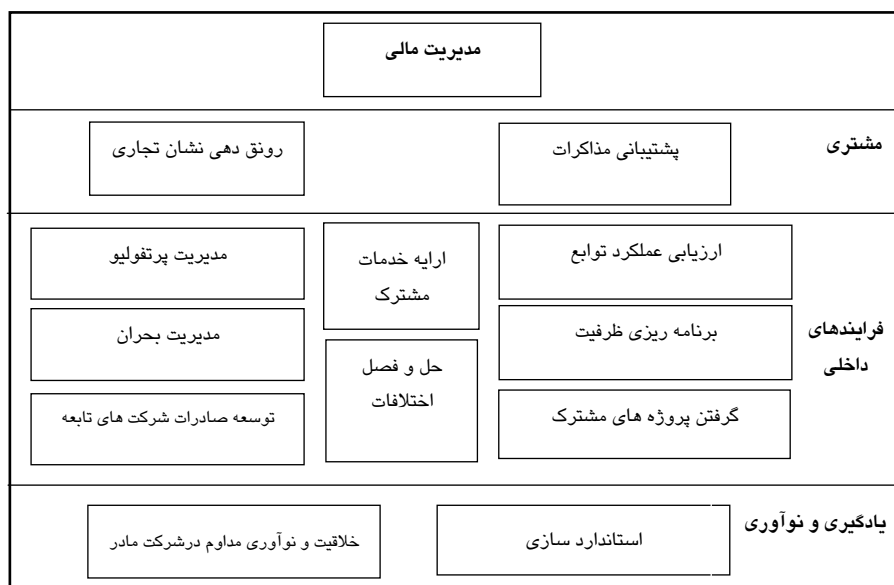 مدیریت مالی
مشتری
پشتیبانی مذاکرات
رونق دهی نشان تجاری
فرایندهای
داخلی
ارزیابی عملکرد توابع
ارایه خدمات
مشترک
مدیریت پرتفولیو
برنامه ریزی ظرفیت
حل و فصل
اختلافات
مدیریت بحران
گرفتن پروژه های مشترک
توسعه صادرات شرکت های تابعه
یادگیری و نوآوری
استاندارد سازی
خلاقیت و نوآوری مداوم درشرکت مادر